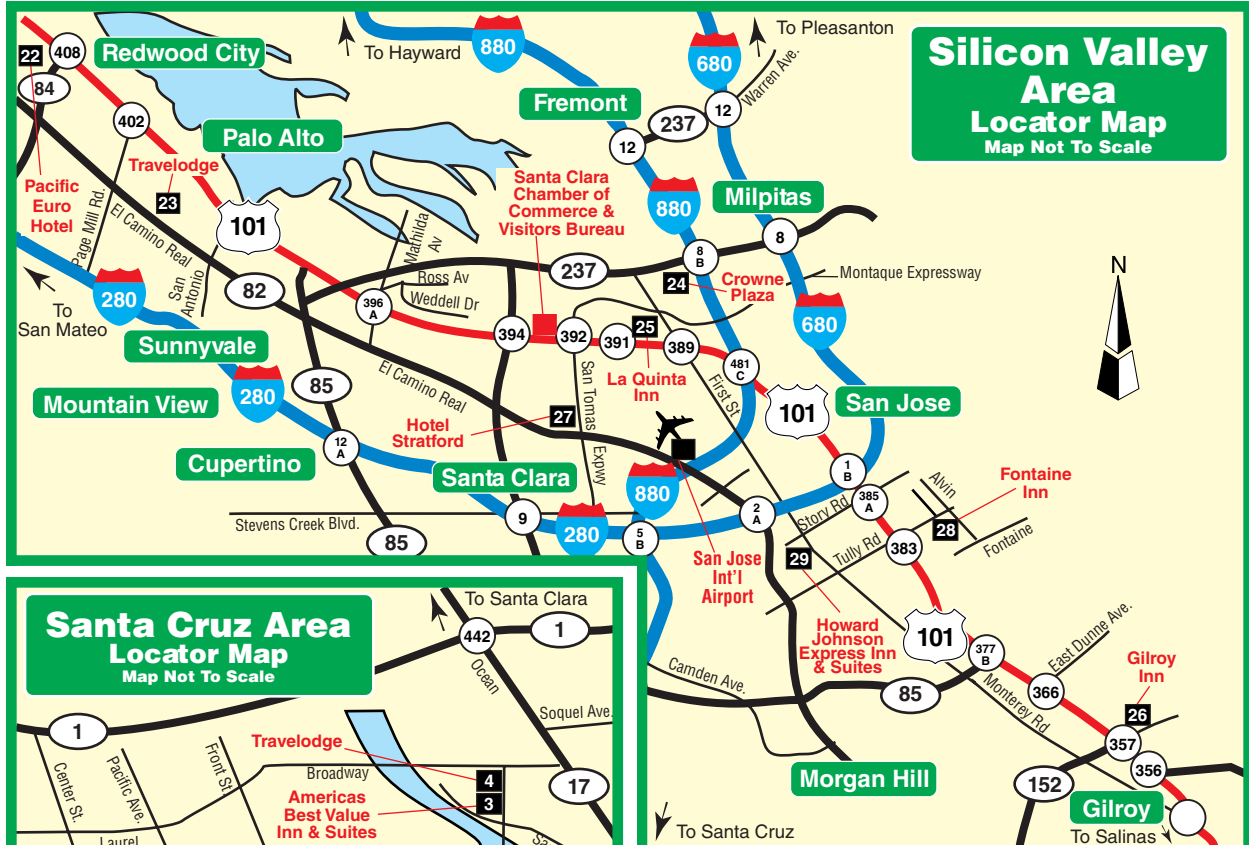 Silicon Valley
Area
Locator Map
Map Not To Scale
To Pleasanton
To Hayward
880
680
Warren Ave.
22
408
Redwood City
84
402
Fremont
237
12
12
Palo Alto
Travelodge
23
Pacific
Euro
Hotel
Page Mill Rd.
El Camino Real
101
Santa Clara
Chamber of
Commerce &
Visitors Bureau
880
Milpitas
Mathilda
Av
8
B
8
237
Ross Av
Weddell Dr
24
Crowne
Plaza
Montaque Expressway
N
To
San Mateo
280
San
Antonio
82
396
A
394
392
391
25
389
481
C
680
Sunnyvale
La Quinta
Inn
Mountain View
280
85
El Camino Real
San Tomas
Expwy
First St
101
San Jose
27
Hotel
Stratford
Cupertino
12
A
Santa Clara
880
1
B
Alvin
Fontaine
Inn
Story Rd
385
A
Stevens Creek Blvd.
9
280
5
B
2
A
28
Fontaine
85
Tully Rd
383
29
San Jose
Int'l
Airport
Howard
Johnson
Express Inn
& Suites
101
377
B
East Dunne Ave.
Gilroy
Inn
Camden Ave.
85
Monterey Rd
366
26
357
356
Morgan Hill
152
Gilroy
To Santa Cruz
To Salinas
Santa Cruz Area
Locator Map
Map Not To Scale
To Santa Clara
442
1
Ocean
1
Soquel Ave.
Travelodge
Broadway
4
3
17
Americas
Best Value
Inn & Suites
Center St.
Pacific Ave.
Front St.
Laurel